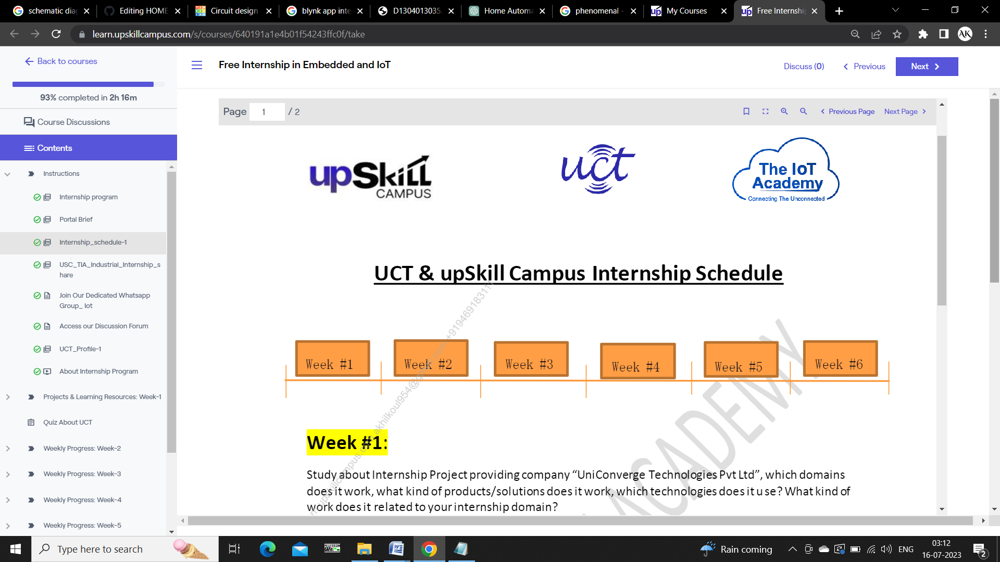 schematic dia
Editing HOME
Circuit design
blynk app inte
D1304013035.
Home Automa
phenomenal -
My Courses
Free Internshi
learn.upskillcampus.com/s/courses/640191a1e4b01f54243ffc0f/take
AK
Back to courses
93% completed in 2h 16m
Course Discussions
Contents
Instructions
Internship program
Portal Brief
Internship_schedule-1
USC_TIA_Industrial_Internship_s
hare
Join Our Dedicated Whatsapp
Group_ Iot
Access our Discussion Forum
UCT_Profile-1
About Internship Program
Projects & Learning Resources: Week-1
Quiz About UCT
Weekly Progress: Week-2
Weekly Progress: Week-3
Weekly Progress: Week-4
Weekly Progress: Week-5
Free Internship in Embedded and IoT
Discuss (0)
Previous
Next
Page 1 / 2
Previous Page
Next Page
upSkill
CAMPUS
uct
The IoT
Academy
Connecting The Unconnected
UCT & upSkill Campus Internship Schedule
Week #1
Week #2
Week #3
Week #4
Week #5
Week #6
Week #1:
Study about Internship Project providing company “UniConverge Technologies Pvt Ltd”, which domains
does it work, what kind of products/solutions does it work, which technologies does it use? What kind of
work does it related to your internship domain?
ACADEMY
Type here to search
Rain coming
ENG
03:12
16-07-2023
2